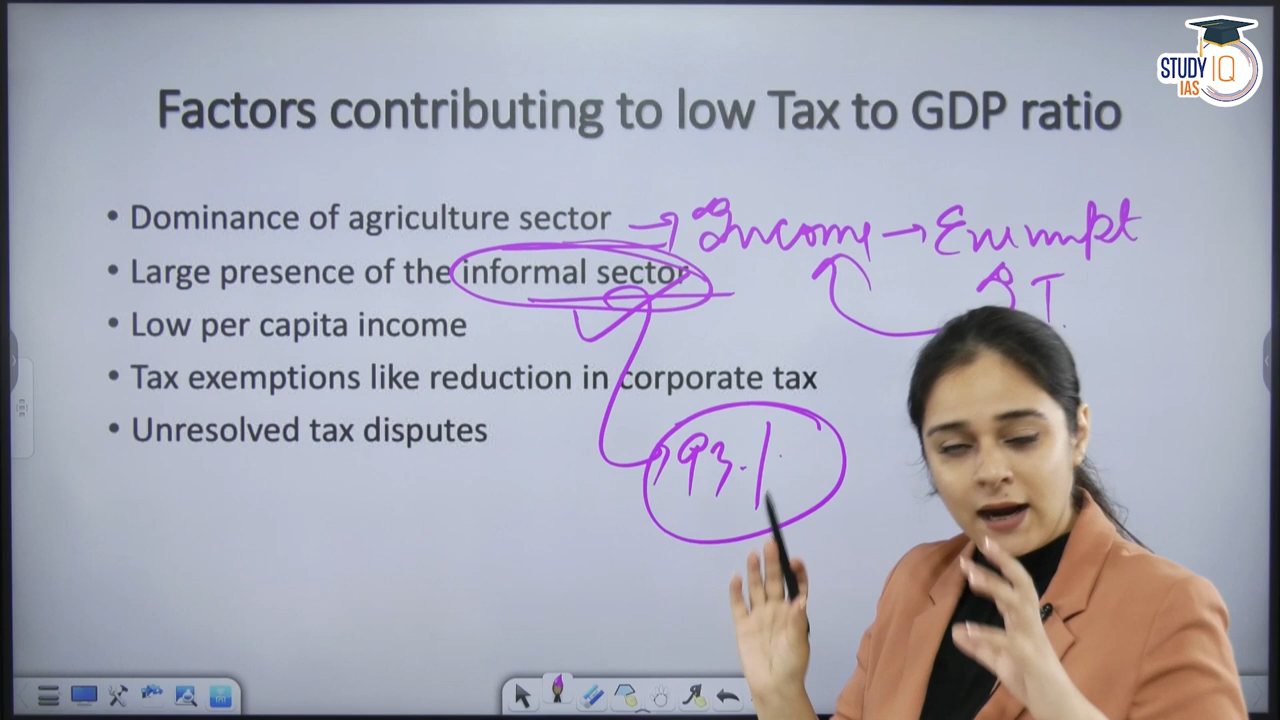 STUDY IQ
IAS
Factors contributing to low Tax to GDP ratio
• Dominance of agriculture sector → Income → Exempt
• Large presence of the informal sector
I.T.
• Low per capita income
• Tax exemptions like reduction in corporate tax
• Unresolved tax disputes
93%